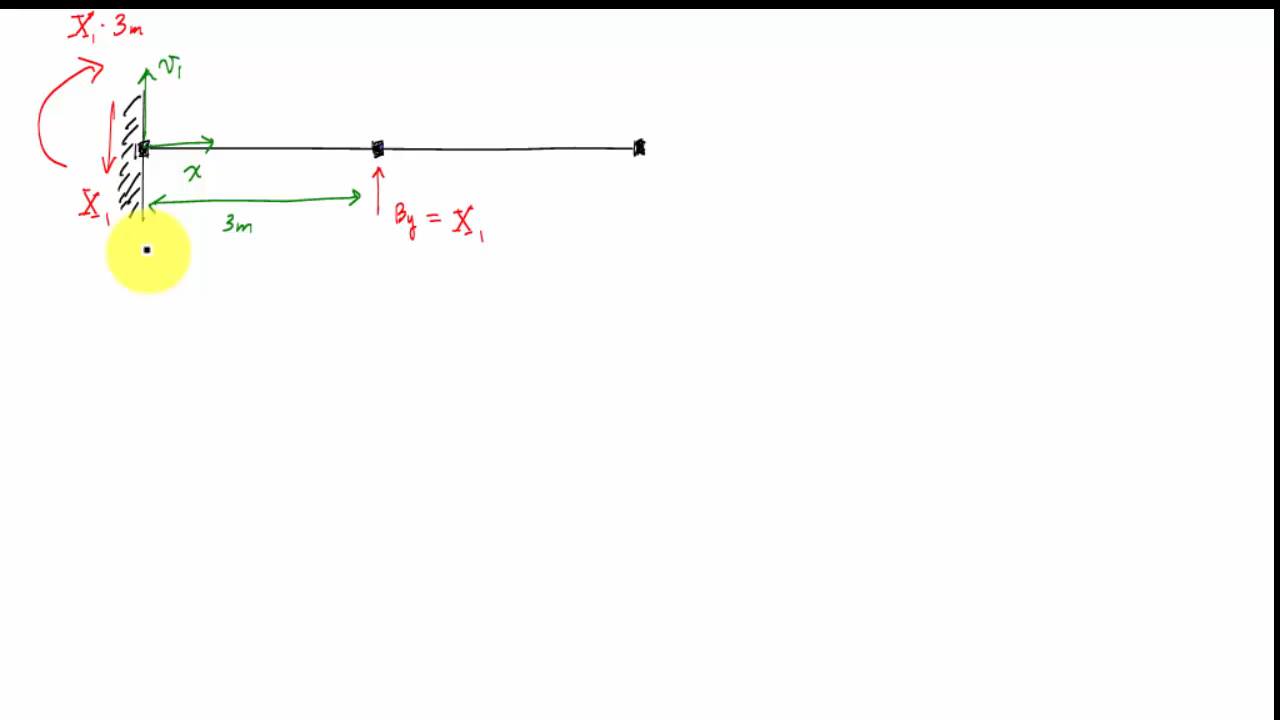 X₁ · 3m
v₁
x
X₁
3m
By = X₁